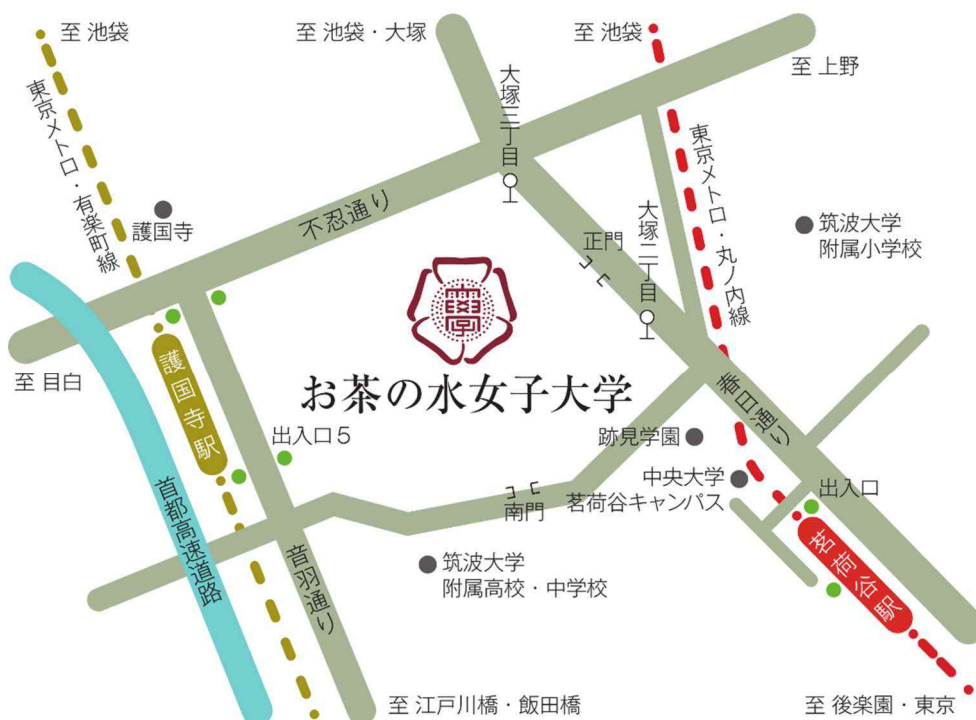 至 池袋
至 池袋・大塚
至 池袋
至 上野
東京メトロ・有楽町線
大塚三丁目
東京メトロ・丸ノ内線
護国寺
不忍通り
正門
大塚二丁目
筑波大学
附属小学校
學
至 目白
護国寺駅
お茶の水女子大学
春日通り
出入口5
跡見学園
中央大学
茗荷谷キャンパス
出入口
首都高速道路
南門
音羽通り
筑波大学
附属高校・中学校
茗荷谷駅
至 江戸川橋・飯田橋
至 後楽園・東京